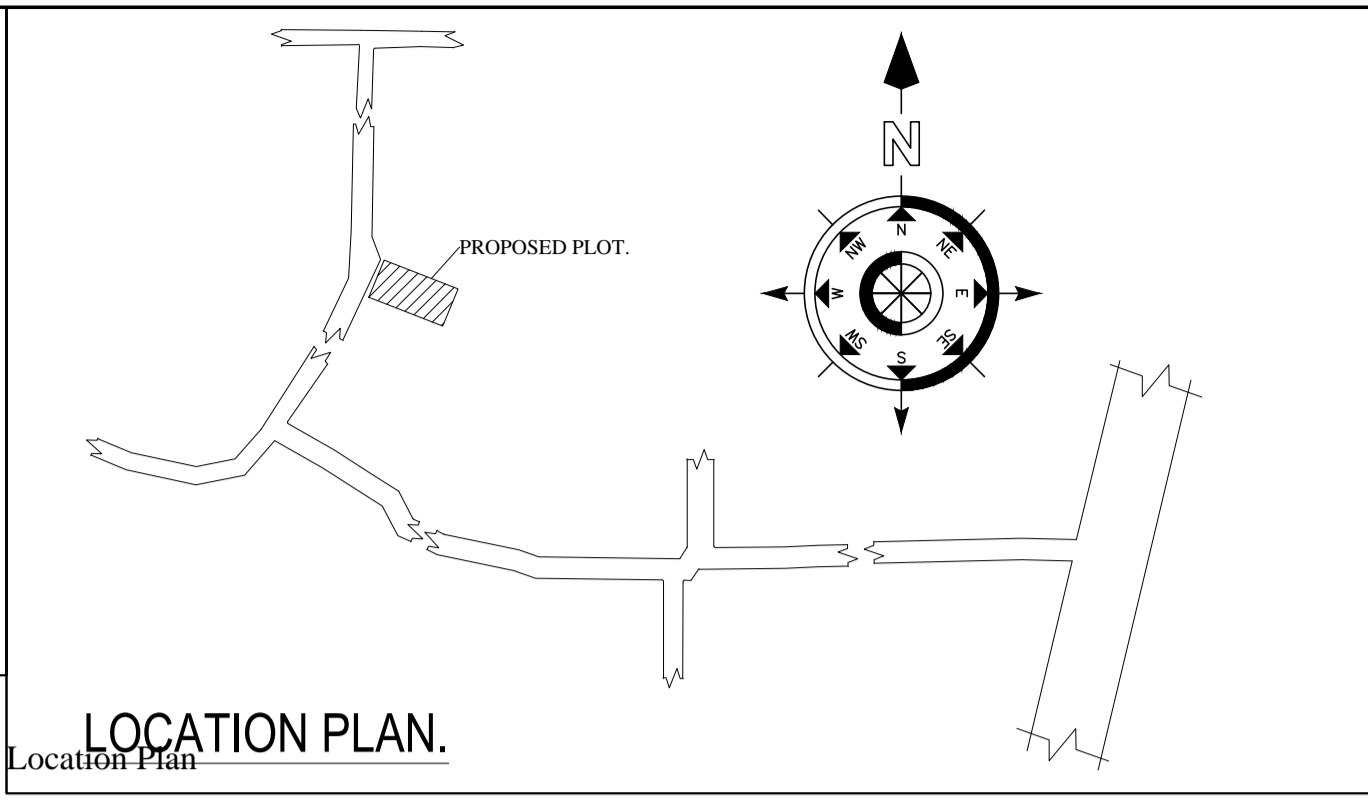 N
PROPOSED PLOT.
N
NW
NE
W
E
SW
SE
S
LOCATION PLAN.
Location Plan